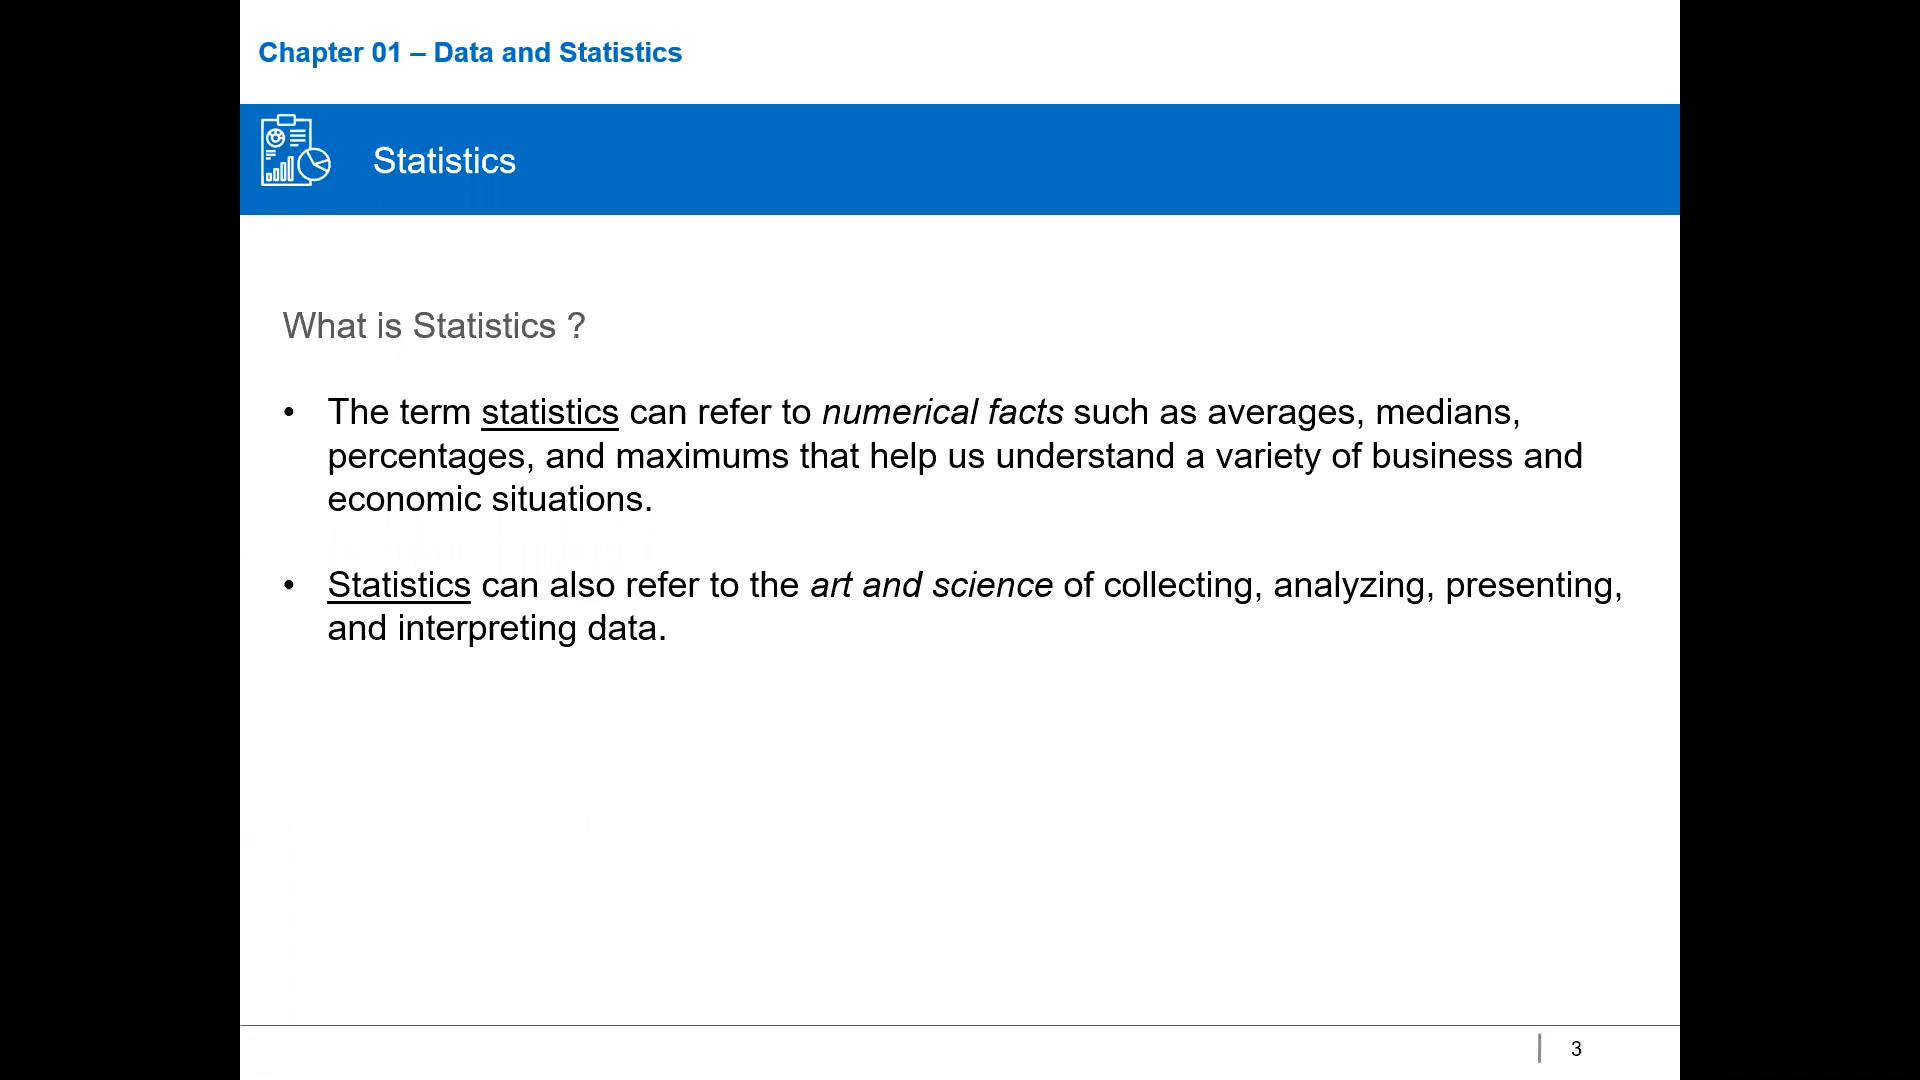 Chapter 01 – Data and Statistics
Statistics
What is Statistics ?
• The term statistics can refer to numerical facts such as averages, medians,
percentages, and maximums that help us understand a variety of business and
economic situations.
• Statistics can also refer to the art and science of collecting, analyzing, presenting,
and interpreting data.
3